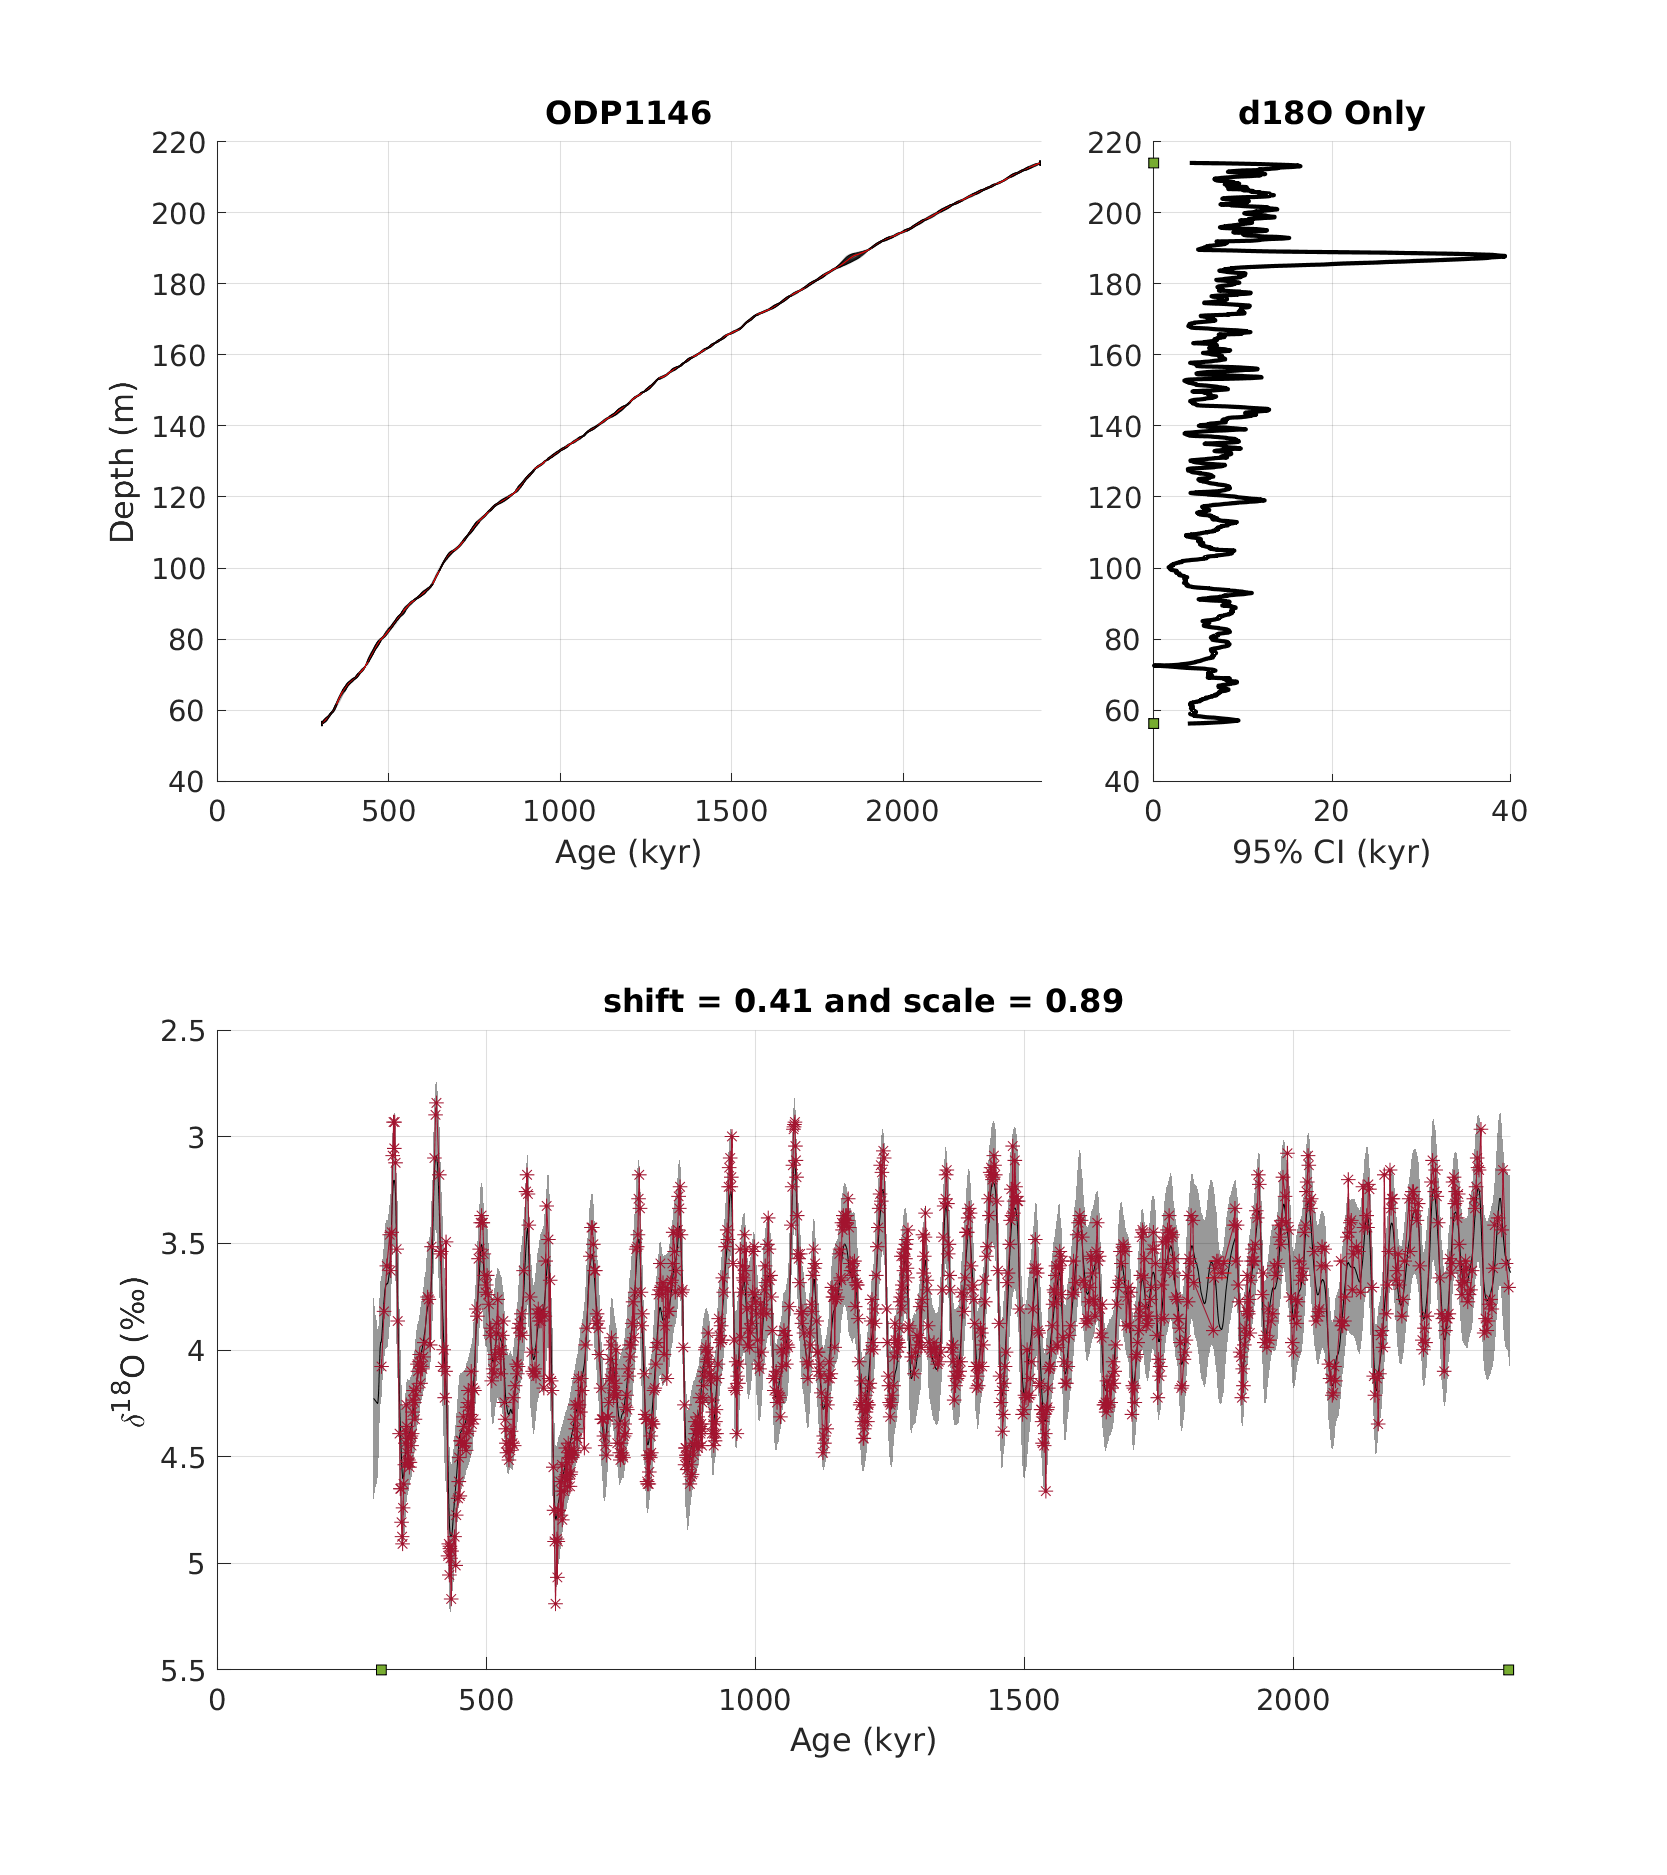 ODP1146
220
200
180
160
140
120
100
80
60
40
Depth (m)
0 500 1000 1500 2000
Age (kyr)
d18O Only
220
200
180
160
140
120
100
80
60
40
0 20 40
95% CI (kyr)
shift = 0.41 and scale = 0.89
2.5
3
3.5
4
4.5
5
5.5
δ¹⁸O (‰)
0 500 1000 1500 2000
Age (kyr)